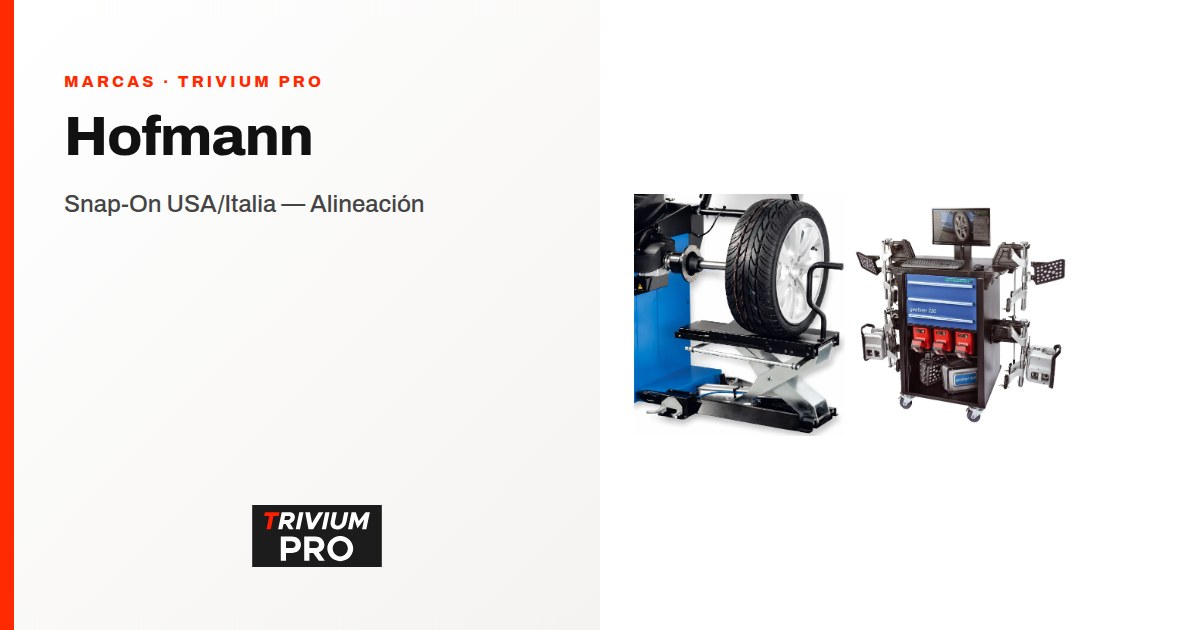 MARCAS · TRIVIUM PRO
Hofmann
Snap-On USA/Italia — Alineación
TRIVIUM
PRO